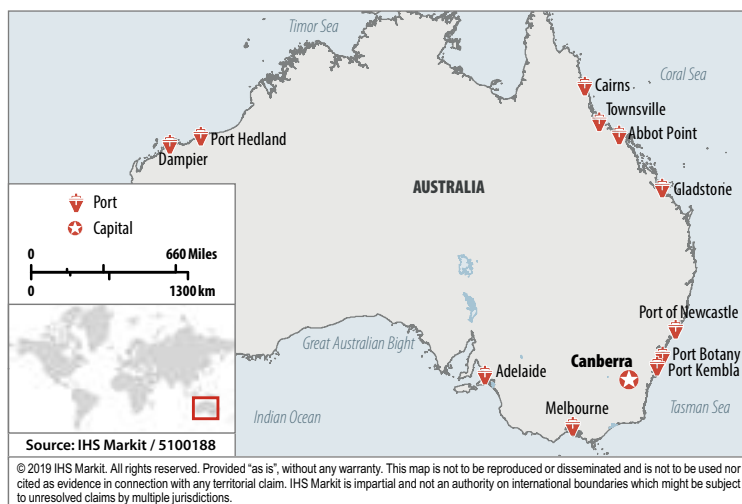 Timor Sea
Coral Sea
Cairns
Townsville
Abbot Point
Port Hedland
Dampier
AUSTRALIA
Gladstone
Port
Capital
0 660 Miles
0 1300 km
Port of Newcastle
Great Australian Bight
Canberra
Port Botany
Port Kembla
Adelaide
Melbourne
Tasman Sea
Indian Ocean
Source: IHS Markit / 5100188
© 2019 IHS Markit. All rights reserved. Provided “as is”, without any warranty. This map is not to be reproduced or disseminated and is not to be used nor
cited as evidence in connection with any territorial claim. IHS Markit is impartial and not an authority on international boundaries which might be subject
to unresolved claims by multiple jurisdictions.